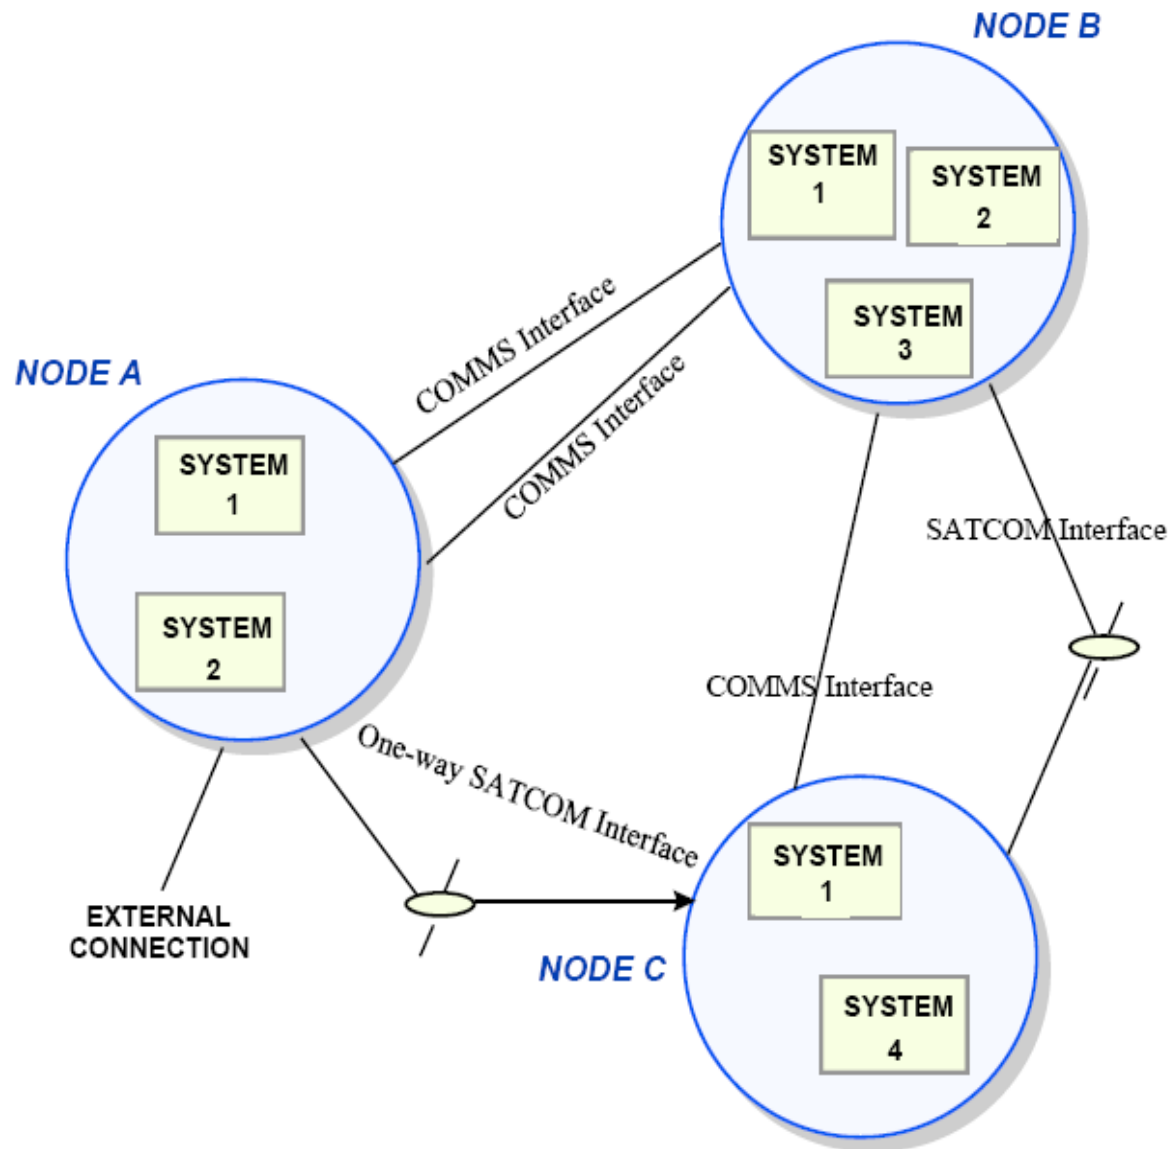 NODE B
SYSTEM
1
SYSTEM
2
SYSTEM
3
COMMS Interface
COMMS Interface
NODE A
SYSTEM
1
SYSTEM
2
SATCOM Interface
COMMS Interface
One-way SATCOM Interface
EXTERNAL
CONNECTION
NODE C
SYSTEM
1
SYSTEM
4